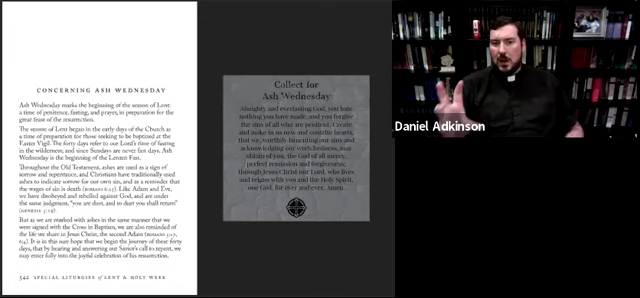 CONCERNING ASH WEDNESDAY
Ash Wednesday marks the beginning of the season of Lent:
a time of penitence, fasting, and prayer, in preparation for the
great feast of the resurrection.
The season of Lent began in the early days of the Church as
a time of preparation for those seeking to be baptized at the
Easter Vigil. The forty days refer to our Lord's time of fasting
in the wilderness; and since Sundays are never fast days, Ash
Wednesday is the beginning of the Lenten Fast.
Throughout the Old Testament, ashes are used as a sign of
sorrow and repentance, and Christians have traditionally used
ashes to indicate sorrow for our own sin, and as a reminder that
the wages of sin is death (ROMANS 6:23). Like Adam and Eve,
we have disobeyed and rebelled against God, and are under
the same judgment, "you are dust, and to dust you shall return"
(GENESIS 3:19).
But as we are marked with ashes in the same manner that we
were signed with the Cross in Baptism, we are also reminded of
the life we share in Jesus Christ, the second Adam (ROMANS 5:17,
6:4). It is in this sure hope that we begin the journey of these forty
days, that by hearing and answering our Savior's call to repent, we
may enter fully into the joyful celebration of his resurrection.
542 SPECIAL LITURGIES of LENT & HOLY WEEK
Collect for
Ash Wednesday
Almighty and everlasting God, you hate
nothing you have made, and you forgive
the sins of all who are penitent: Create
and make in us new and contrite hearts,
that we, worthily lamenting our sins and
acknowledging our wretchedness, may
obtain of you, the God of all mercy,
perfect remission and forgiveness;
through Jesus Christ our Lord, who lives
and reigns with you and the Holy Spirit,
one God, for ever and ever. Amen.
Daniel Adkinson